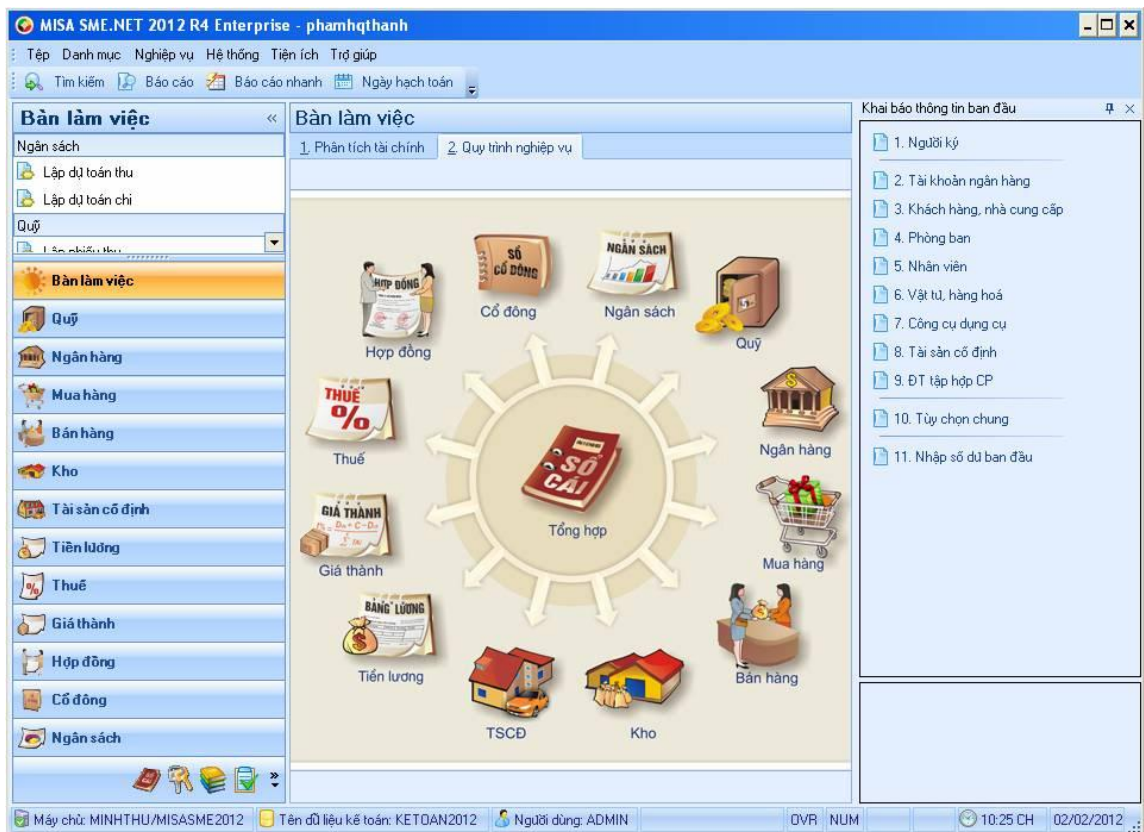 MISA SME.NET 2012 R4 Enterprise - phamhqthanh
Tệp Danh mục Nghiệp vụ Hệ thống Tiện ích Trợ giúp
Tìm kiếm Báo cáo Báo cáo nhanh Ngày hạch toán
Bàn làm việc
Ngân sách
Lập dự toán thu
Lập dự toán chi
Quỹ
Lập phiếu thu
Bàn làm việc
Quỹ
Ngân hàng
Mua hàng
Bán hàng
Kho
Tài sản cố định
Tiền lương
Thuế
Giá thành
Hợp đồng
Cổ đông
Ngân sách
Bàn làm việc
1. Phân tích tài chính 2. Quy trình nghiệp vụ
HỢP ĐỒNG
Hợp đồng
SỔ CỔ ĐÔNG
Cổ đông
NGÂN SÁCH
Ngân sách
Quỹ
THUẾ %
Thuế
Ngân hàng
SỔ CÁI
Tổng hợp
GIÁ THÀNH
Giá thành
Mua hàng
BẢNG LƯƠNG
Tiền lương
TSCĐ
Kho
Bán hàng
Khai báo thông tin ban đầu
1. Người ký
2. Tài khoản ngân hàng
3. Khách hàng, nhà cung cấp
4. Phòng ban
5. Nhân viên
6. Vật tư, hàng hoá
7. Công cụ dụng cụ
8. Tài sản cố định
9. ĐT tập hợp CP
10. Tùy chọn chung
11. Nhập số dư ban đầu
Máy chủ: MINHTHU/MISASME2012 Tên dữ liệu kế toán: KETOAN2012 Người dùng: ADMIN OVR NUM 10:25 CH 02/02/2012